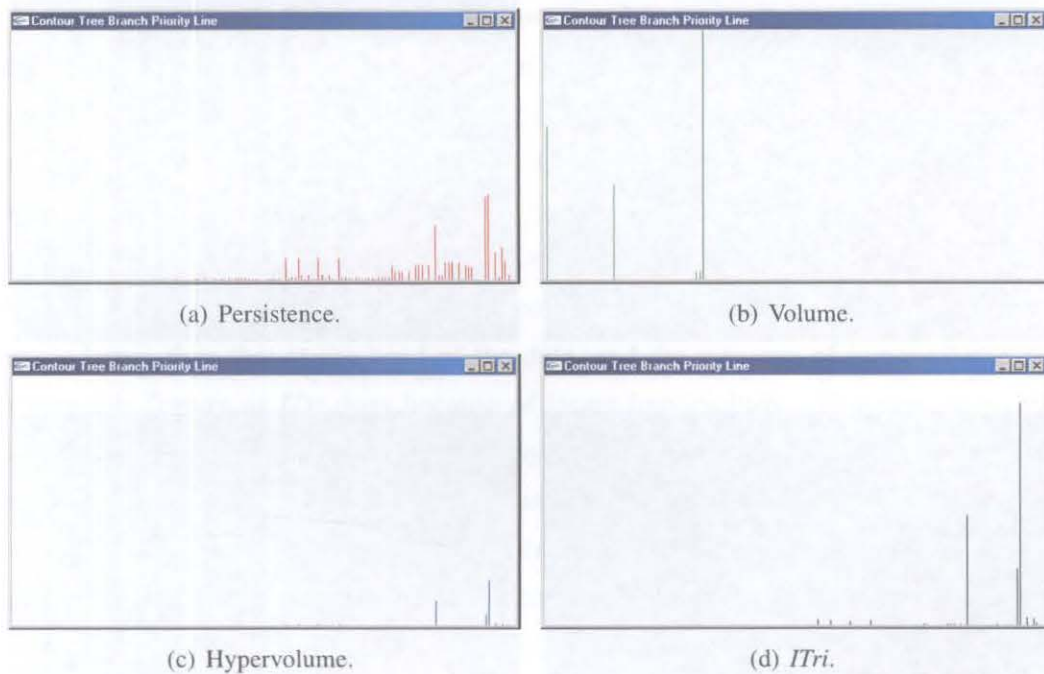 Contour Tree Branch Priority Line
Contour Tree Branch Priority Line
(a) Persistence.
(b) Volume.
Contour Tree Branch Priority Line
Contour Tree Branch Priority Line
(c) Hypervolume.
(d) ITri.